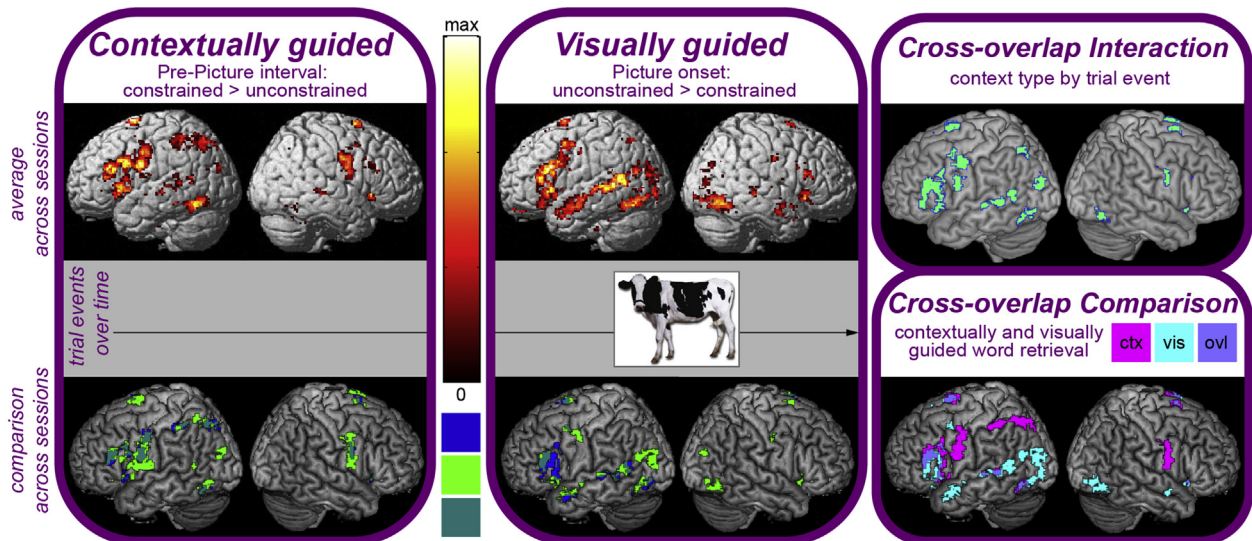 Contextually guided
Pre-Picture interval:
constrained > unconstrained
max
0
Visually guided
Picture onset:
unconstrained > constrained
Cross-overlap Interaction
context type by trial event
average
across sessions
trial events
over time
comparison
across sessions
Cross-overlap Comparison
contextually and visually
guided word retrieval
ctx
vis
ovl